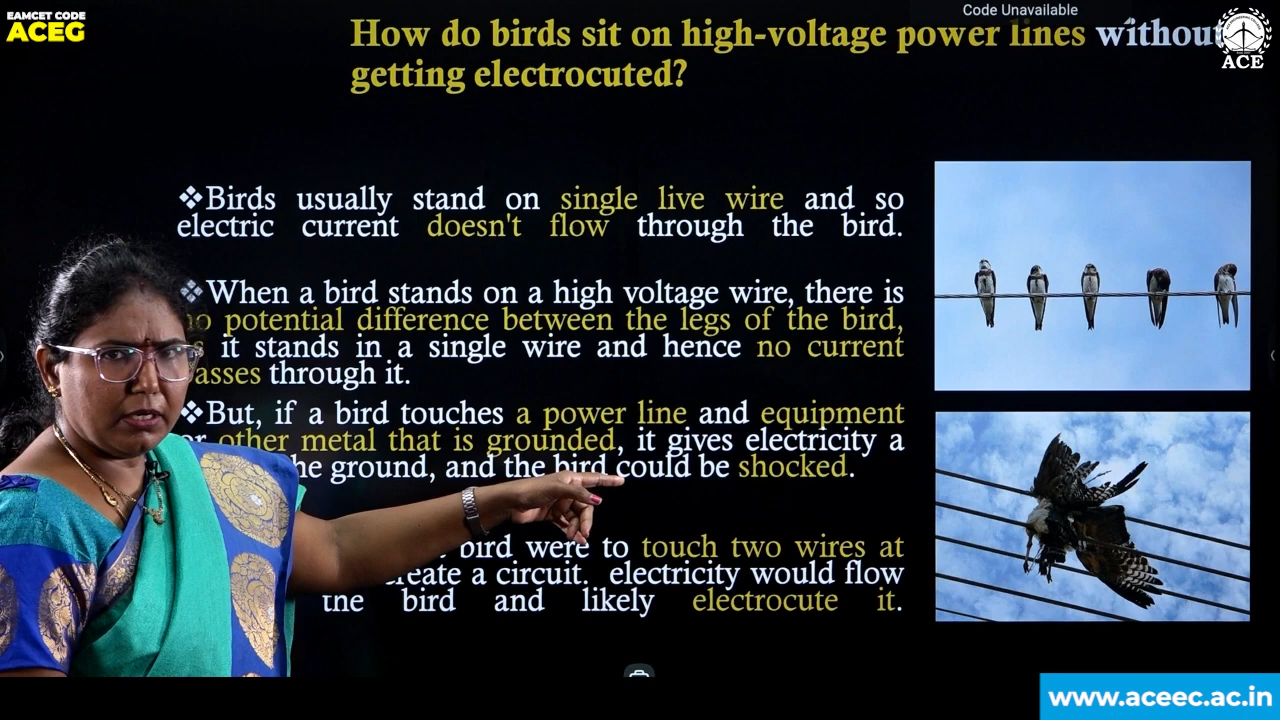 EAMCET CODE
ACEG
Code Unavailable
How do birds sit on high-voltage power lines without
getting electrocuted?
ACE
❖Birds usually stand on single live wire and so
electric current doesn't flow through the bird.
❖When a bird stands on a high voltage wire, there is
no potential difference between the legs of the bird,
it stands in a single wire and hence no current
passes through it.
❖But, if a bird touches a power line and equipment
or other metal that is grounded, it gives electricity a
the ground, and the bird could be shocked.
bird were to touch two wires at
create a circuit. electricity would flow
the bird and likely electrocute it.
www.aceec.ac.in